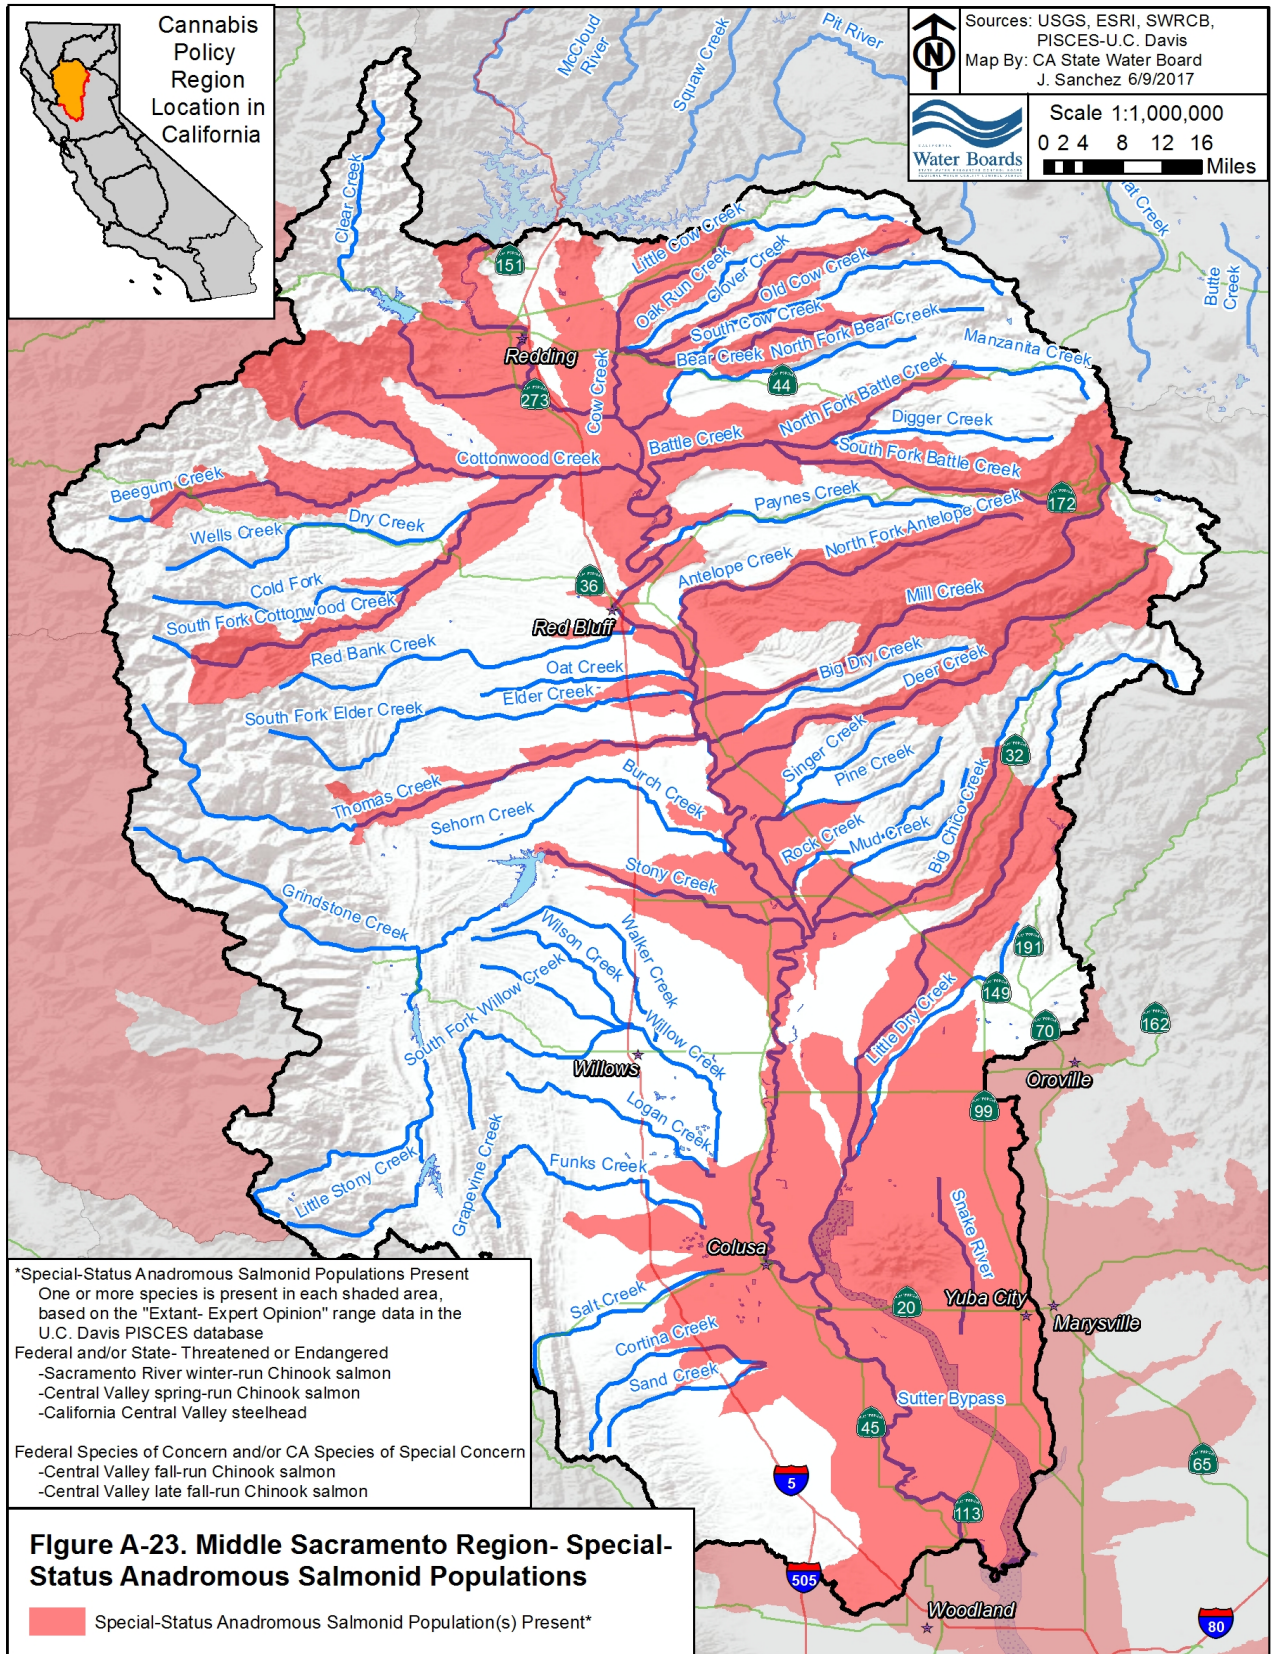 Cannabis
Policy
Region
Location in
California
Sources: USGS, ESRI, SWRCB,
PISCES-U.C. Davis
Map By: CA State Water Board
J. Sanchez 6/9/2017
N
CALIFORNIA
Water Boards
Scale 1:1,000,000
0 2 4 8 12 16
Miles
McCloud
River
Squaw Creek
Pit River
Hat Creek
Butte
Creek
Clear Creek
151
Little Cow Creek
Oak Run Creek
Clover Creek
Old Cow Creek
South Cow Creek
Bear Creek
North Fork Bear Creek
Manzanita Creek
Redding
44
273
Cow Creek
North Fork Battle Creek
Digger Creek
Battle Creek
South Fork Battle Creek
Cottonwood Creek
Beegum Creek
Paynes Creek
172
Dry Creek
Wells Creek
North Fork Antelope Creek
Antelope Creek
Cold Fork
36
Mill Creek
South Fork Cottonwood Creek
Red Bluff
Red Bank Creek
Oat Creek
Big Dry Creek
Deer Creek
Elder Creek
South Fork Elder Creek
Singer Creek
32
Pine Creek
Thomas Creek
Burch Creek
Sehorn Creek
Rock Creek
Mud Creek
Big Chico Creek
Stony Creek
Grindstone Creek
Wilson Creek
Walker Creek
191
South Fork Willow Creek
149
Little Dry Creek
70
162
Willow Creek
Willows
Oroville
Logan Creek
99
Grapevine Creek
Funks Creek
Little Stony Creek
Snake River
Colusa
Salt Creek
20
Yuba City
Marysville
Cortina Creek
Sand Creek
Sutter Bypass
45
65
5
113
505
Woodland
80
*Special-Status Anadromous Salmonid Populations Present
One or more species is present in each shaded area,
based on the "Extant- Expert Opinion" range data in the
U.C. Davis PISCES database
Federal and/or State- Threatened or Endangered
-Sacramento River winter-run Chinook salmon
-Central Valley spring-run Chinook salmon
-California Central Valley steelhead
Federal Species of Concern and/or CA Species of Special Concern
-Central Valley fall-run Chinook salmon
-Central Valley late fall-run Chinook salmon
FIgure A-23. Middle Sacramento Region- Special-
Status Anadromous Salmonid Populations
Special-Status Anadromous Salmonid Population(s) Present*